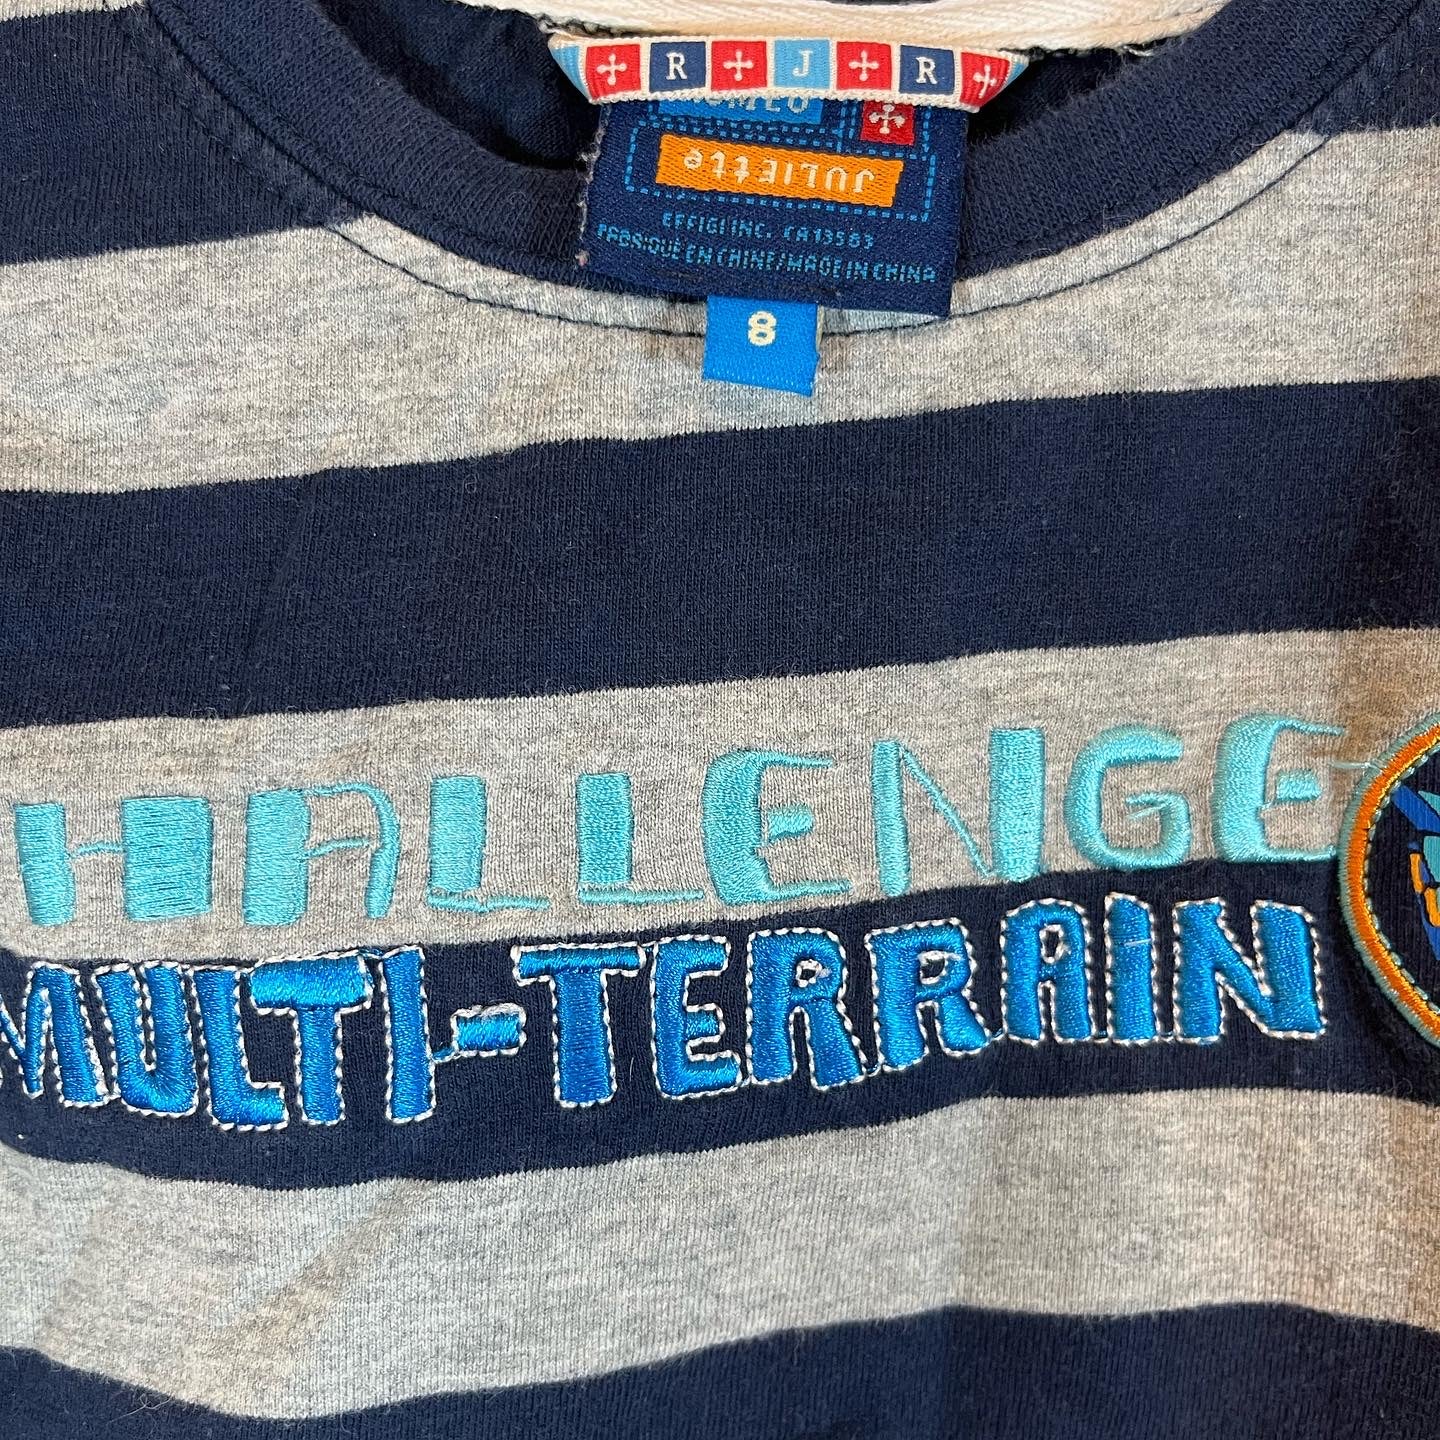 R J R
JULIEttE
EFFIGI INC. CA13583
FABRIQUÉ EN CHINE/MADE IN CHINA
8
HALLENGE
MULTI-TERRAIN